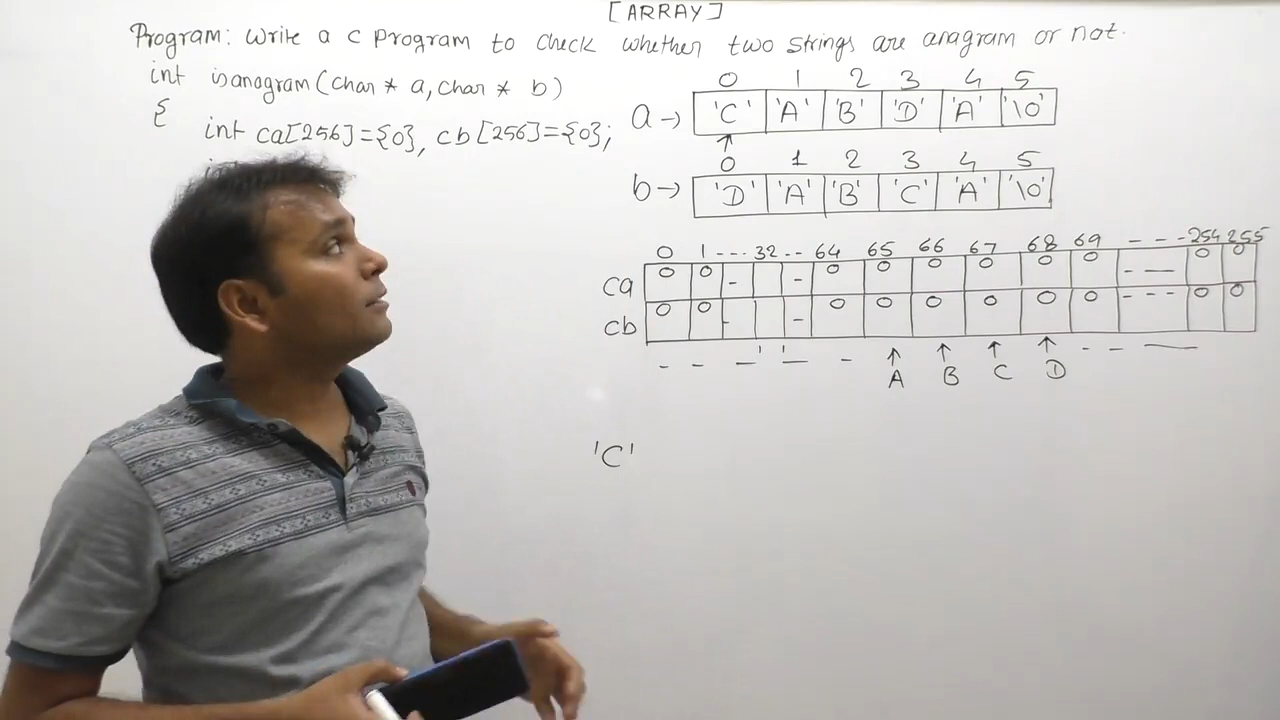 [ARRAY]
Program: Write a c program to check whether two strings are anagram or not.
int isanagram(char * a, char * b)
{
int ca[256]={0}, cb[256]={0};
0 1 2 3 4 5
a→ 'C' 'A' 'B' 'D' 'A' '\0'
0 1 2 3 4 5
b→ 'D' 'A' 'B' 'C' 'A' '\0'
0 1 --- 32 -- 64 65 66 67 68 69 --- 254 255
ca 0 0 - - 0 0 0 0 0 0 -- 0 0
cb 0 0 - - 0 0 0 0 0 0 --- 0 0
A B C D
'C'